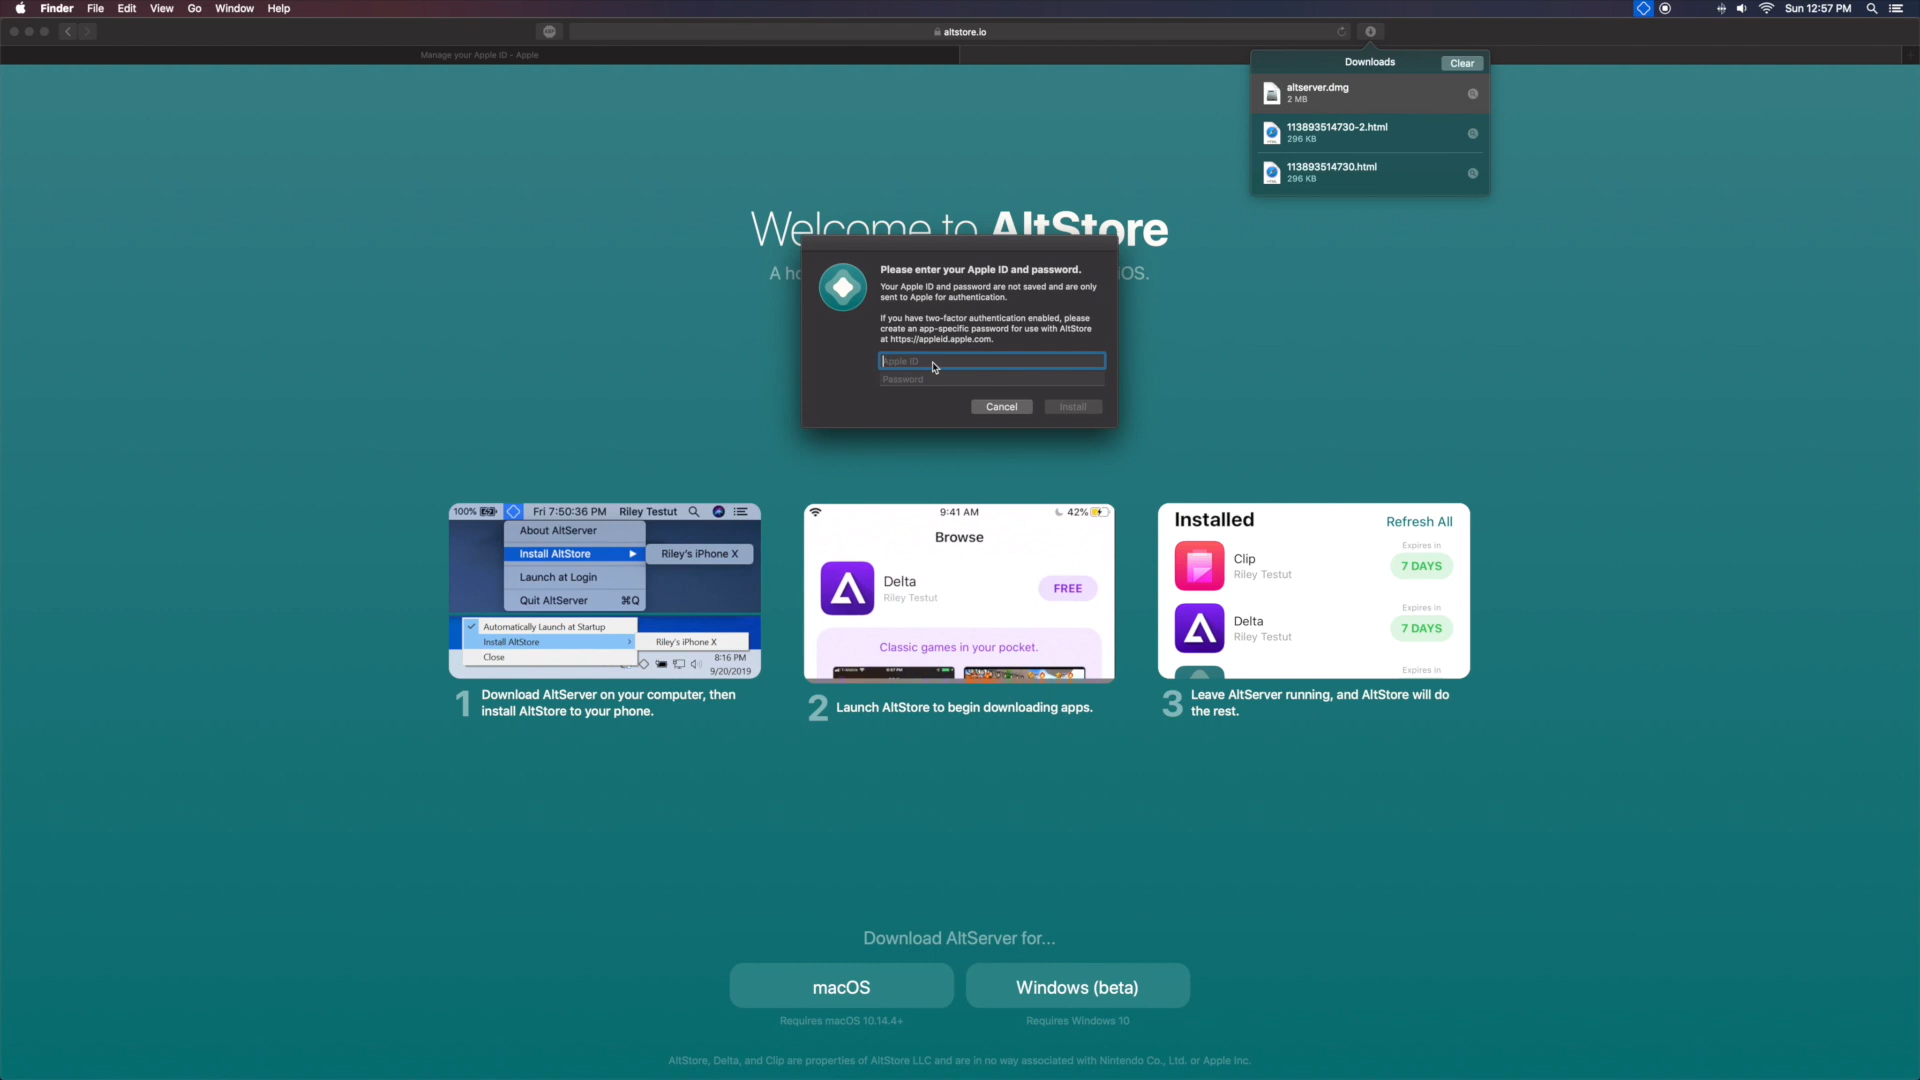 Finder File Edit View Go Window Help
Sun 12:57 PM
altstore.io
Manage your Apple ID - Apple
Downloads
Clear
altserver.dmg
2 MB
113893514730-2.html
296 KB
113893514730.html
296 KB
Welcome to AltStore
A ho
iOS.
Please enter your Apple ID and password.
Your Apple ID and password are not saved and are only
sent to Apple for authentication.
If you have two-factor authentication enabled, please
create an app-specific password for use with AltStore
at https://appleid.apple.com.
Apple ID
Password
Cancel
Install
100% Fri 7:50:36 PM Riley Testut
About AltServer
Install AltStore
Riley's iPhone X
Launch at Login
Quit AltServer ⌘Q
Automatically Launch at Startup
Install AltStore
Riley's iPhone X
Close
8:16 PM
9/20/2019
1 Download AltServer on your computer, then
install AltStore to your phone.
9:41 AM
42%
Browse
Delta
Riley Testut
FREE
Classic games in your pocket.
2 Launch AltStore to begin downloading apps.
Installed
Refresh All
Expires in
Clip
Riley Testut
7 DAYS
Expires in
Delta
Riley Testut
7 DAYS
Expires in
3 Leave AltServer running, and AltStore will do
the rest.
Download AltServer for...
macOS
Windows (beta)
Requires macOS 10.14.4+
Requires Windows 10
AltStore, Delta, and Clip are properties of AltStore LLC and are in no way associated with Nintendo Co., Ltd. or Apple Inc.